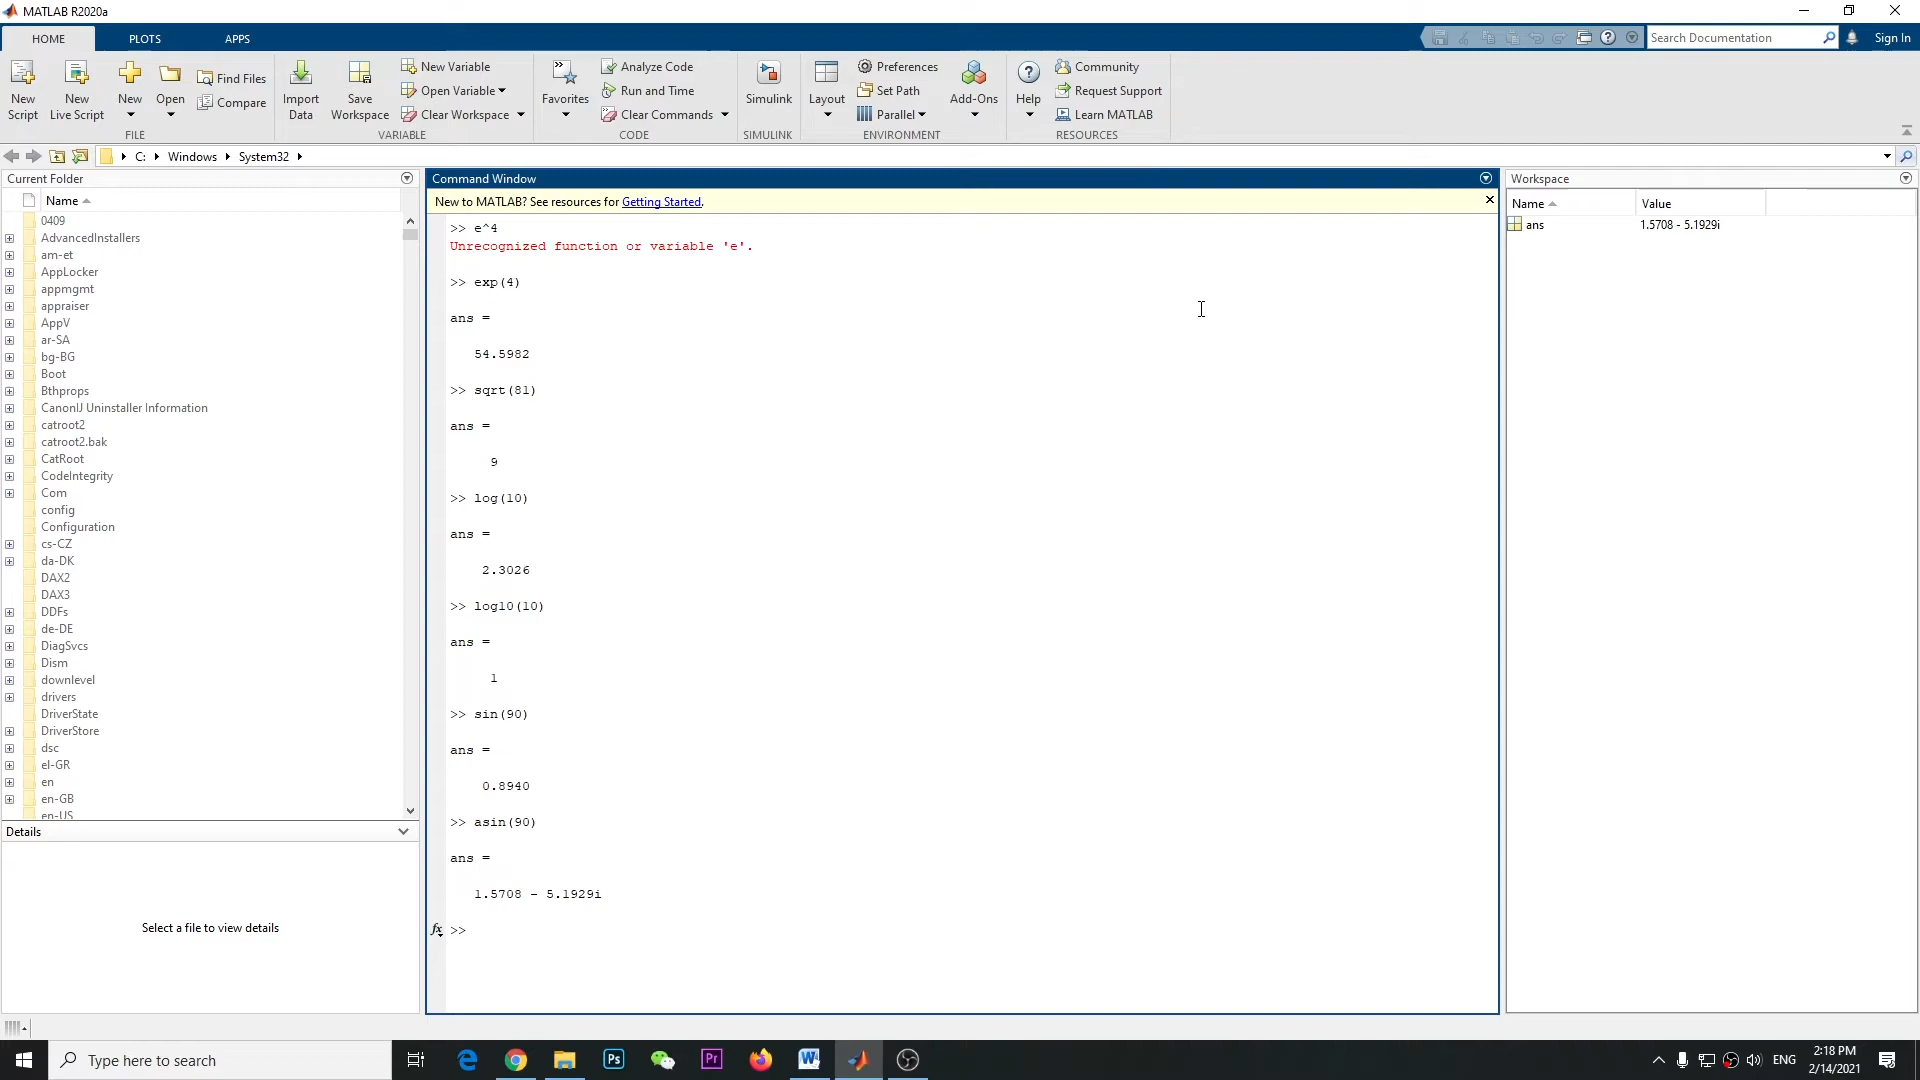 MATLAB R2020a
HOME PLOTS APPS
Search Documentation Sign In
New Script
New Live Script
New
Open
Find Files
Compare
FILE
Import Data
Save Workspace
New Variable
Open Variable
Clear Workspace
VARIABLE
Favorites
Analyze Code
Run and Time
Clear Commands
CODE
Simulink
SIMULINK
Layout
Preferences
Set Path
Parallel
Add-Ons
ENVIRONMENT
Help
Community
Request Support
Learn MATLAB
RESOURCES
C: Windows System32
Current Folder
Name
0409
AdvancedInstallers
am-et
AppLocker
appmgmt
appraiser
AppV
ar-SA
bg-BG
Boot
Bthprops
CanonIJ Uninstaller Information
catroot2
catroot2.bak
CatRoot
CodeIntegrity
Com
config
Configuration
cs-CZ
da-DK
DAX2
DAX3
DDFs
de-DE
DiagSvcs
Dism
downlevel
drivers
DriverState
DriverStore
dsc
el-GR
en
en-GB
en-US
Details
Select a file to view details
Command Window
New to MATLAB? See resources for Getting Started.
>> e^4
Unrecognized function or variable 'e'.
>> exp(4)
ans =
54.5982
>> sqrt(81)
ans =
9
>> log(10)
ans =
2.3026
>> log10(10)
ans =
1
>> sin(90)
ans =
0.8940
>> asin(90)
ans =
1.5708 - 5.1929i
fx >>
Workspace
Name Value
ans 1.5708 - 5.1929i
Type here to search
Ps
Pr
W
ENG
2:18 PM
2/14/2021